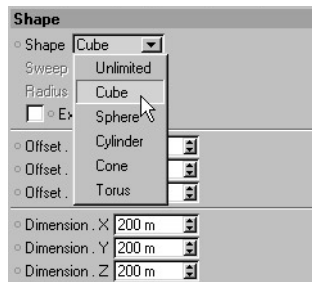 Shape
Shape Cube
Sweep Unlimited
Radius Cube
Ex Sphere
Offset . Cylinder
Offset . Cone
Offset . Torus
Dimension . X 200 m
Dimension . Y 200 m
Dimension . Z 200 m